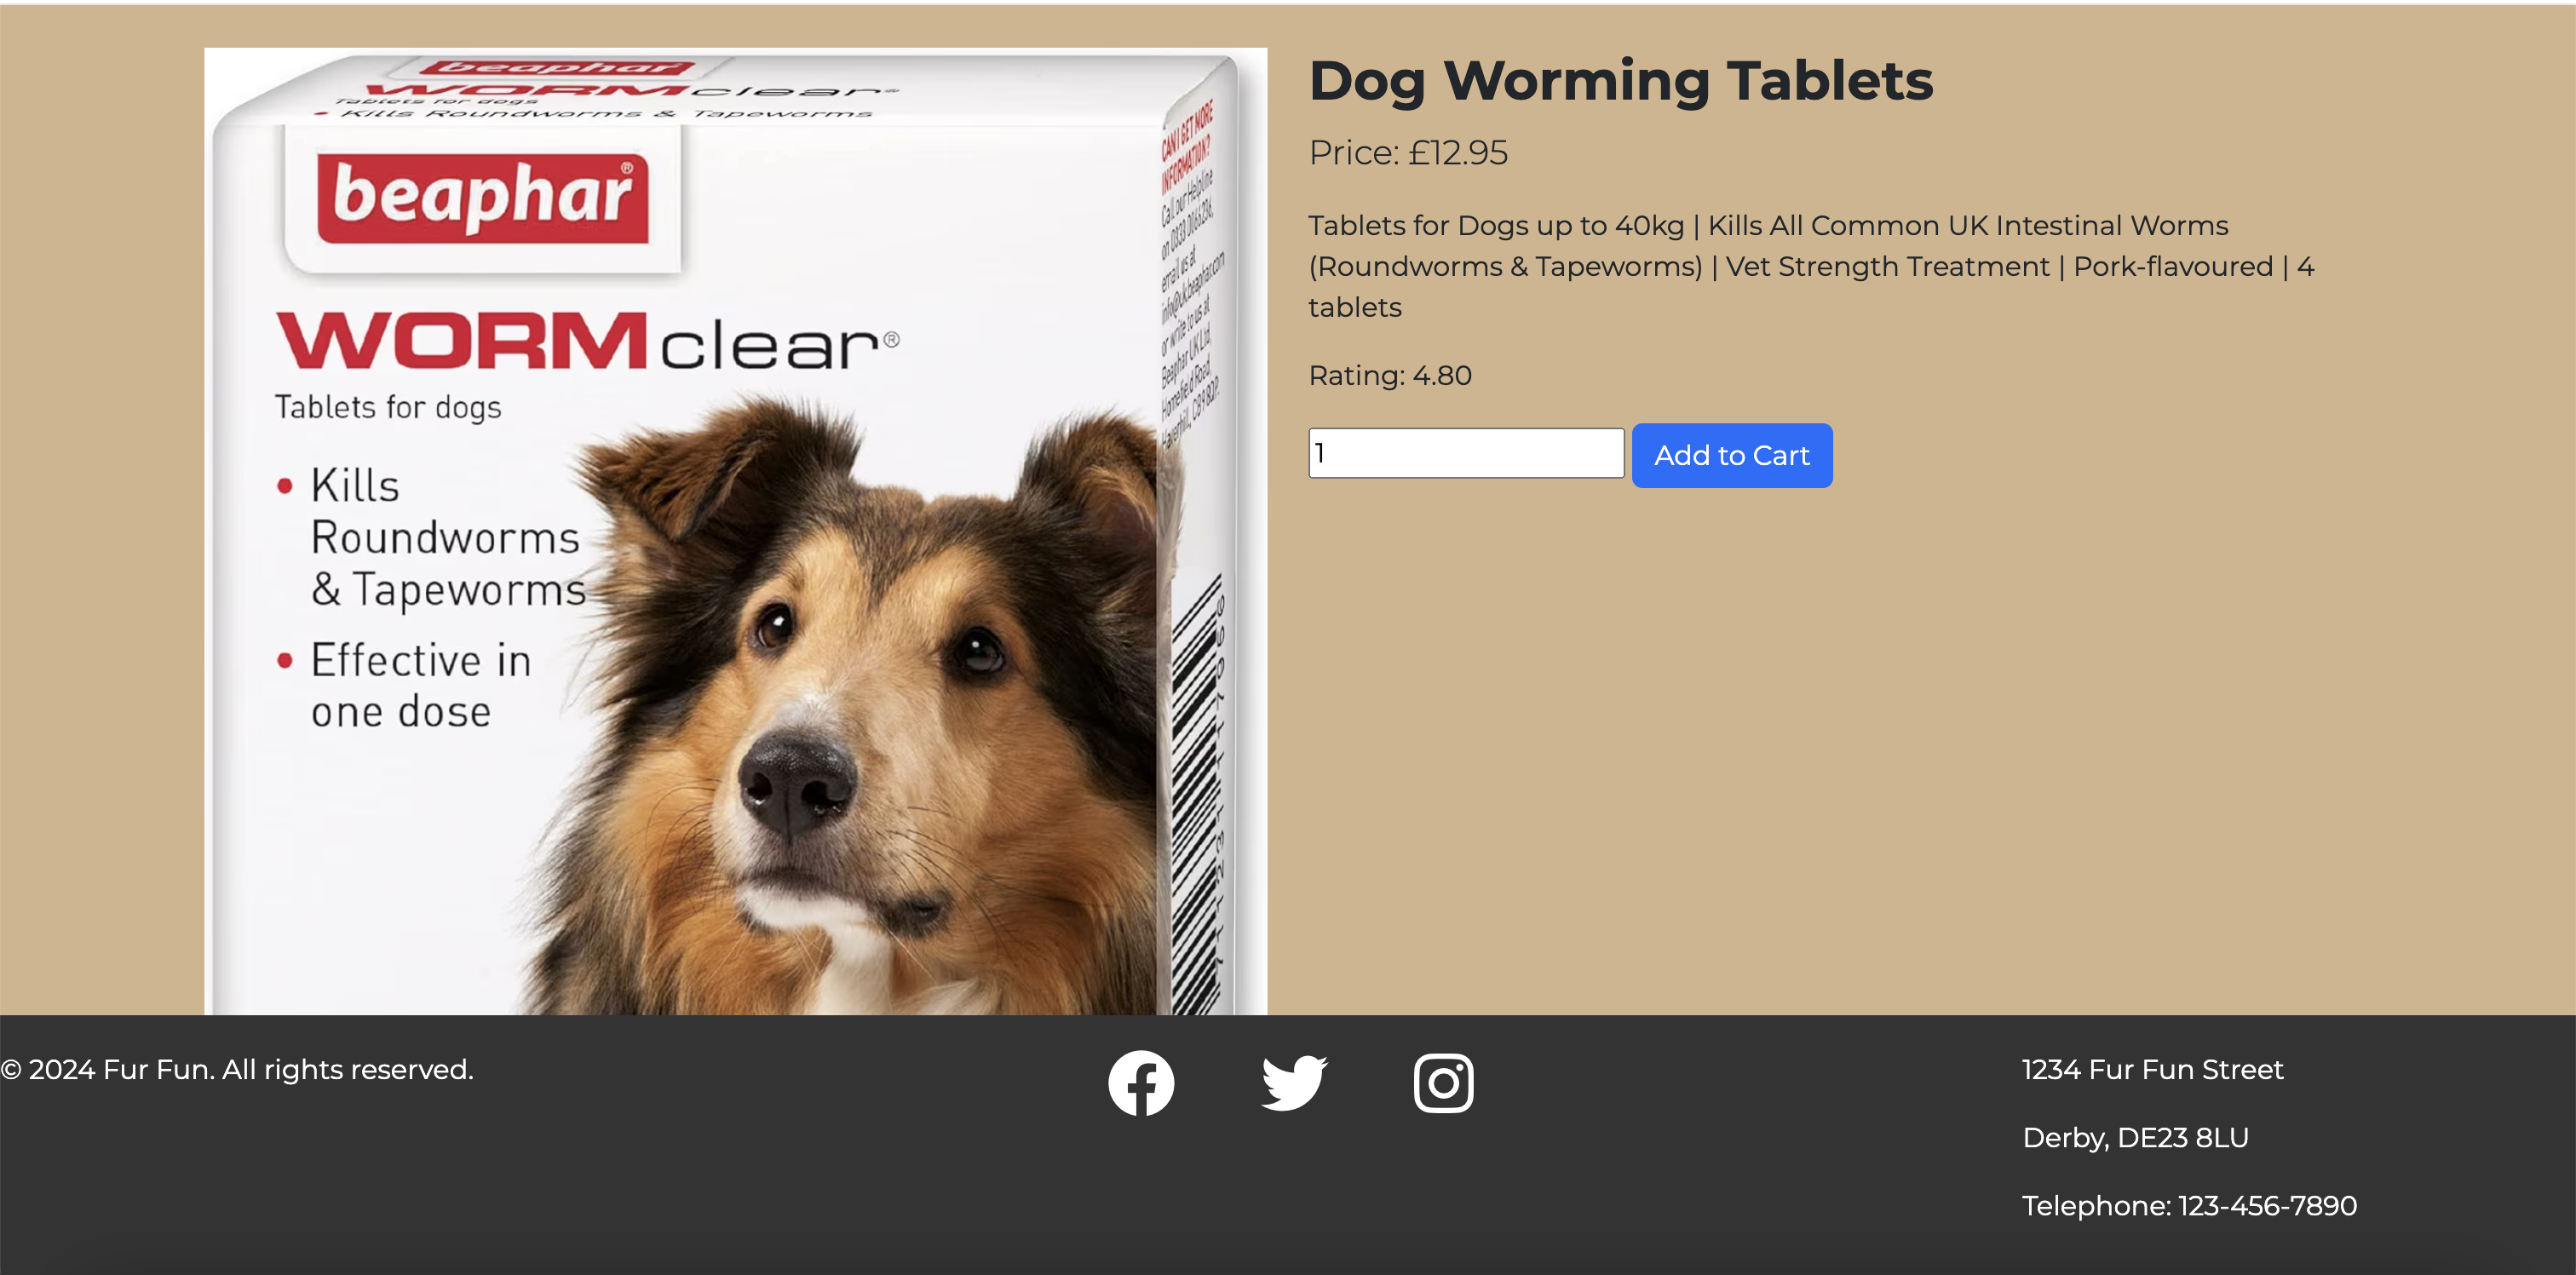 beaphar
WORMclear®
Tablets for dogs
• Kills Roundworms & Tapeworms
beaphar®
WORMclear®
Tablets for dogs
• Kills
Roundworms
& Tapeworms
• Effective in
one dose
CAN I GET MORE
INFORMATION?
Call our Helpline
email us at
info@uk.beaphar.com
or write to us at
Beaphar UK Ltd,
Homefield Road,
Haverhill, CB9 8QP.
Dog Worming Tablets
Price: £12.95
Tablets for Dogs up to 40kg | Kills All Common UK Intestinal Worms
(Roundworms & Tapeworms) | Vet Strength Treatment | Pork-flavoured | 4
tablets
Rating: 4.80
1
Add to Cart
© 2024 Fur Fun. All rights reserved.
1234 Fur Fun Street
Derby, DE23 8LU
Telephone: 123-456-7890